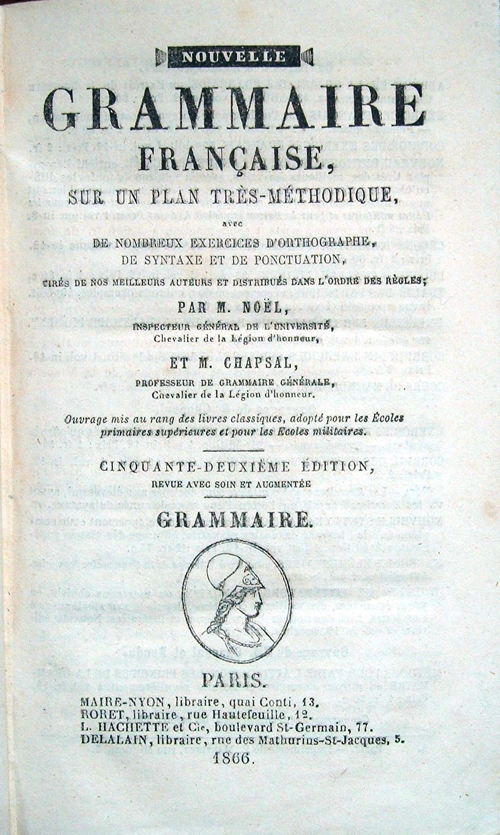 NOUVELLE
GRAMMAIRE
FRANÇAISE,
SUR UN PLAN TRÈS-MÉTHODIQUE,
avec
DE NOMBREUX EXERCICES D'ORTHOGRAPHE,
DE SYNTAXE ET DE PONCTUATION,
TIRÉS DE NOS MEILLEURS AUTEURS ET DISTRIBUÉS DANS L'ORDRE DES RÈGLES;
PAR M. NOËL,
INSPECTEUR GÉNÉRAL DE L'UNIVERSITÉ,
Chevalier de la Légion d'honneur,
ET M. CHAPSAL,
PROFESSEUR DE GRAMMAIRE GÉNÉRALE,
Chevalier de la Légion d'honneur.
Ouvrage mis au rang des livres classiques, adopté pour les Écoles
primaires supérieures et pour les Ecoles militaires.
CINQUANTE-DEUXIÈME ÉDITION,
REVUE AVEC SOIN ET AUGMENTÉE
GRAMMAIRE.
PARIS.
MAIRE-NYON, libraire, quai Conti, 13.
RORET, libraire, rue Hautefeuille, 12.
L. HACHETTE et Cie, boulevard St-Germain, 77.
DELALAIN, libraire, rue des Mathurins-St-Jacques, 5.
1866.